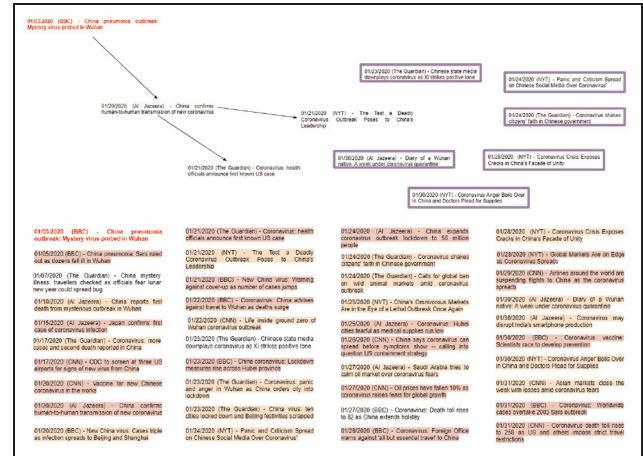 01/03/2020 (BBC) - China pneumonia outbreak:
Mystery virus probed in Wuhan
01/23/2020 (The Guardian) - Chinese state media
downplays coronavirus as Xi strikes positive tone
01/24/2020 (NYT) - Panic and Criticism Spread
on Chinese Social Media Over Coronavirus'
01/20/2020 (Al Jazeera) - China confirms
human-to-human transmission of new coronavirus
01/21/2020 (NYT) - The Test a Deadly
Coronavirus Outbreak Poses to China's
Leadership
01/24/2020 (The Guardian) - Coronavirus shakes
citizens' faith in Chinese government
01/21/2020 (The Guardian) - Coronavirus: health
officials announce first known US case
01/30/2020 (Al Jazeera) - Diary of a Wuhan
native: A week under coronavirus quarantine
01/28/2020 (NYT) - Coronavirus Crisis Exposes
Cracks in China's Facade of Unity
01/30/2020 (NYT) - Coronavirus Anger Boils Over
in China and Doctors Plead for Supplies
01/03/2020 (BBC) - China pneumonia
outbreak: Mystery virus probed in Wuhan
01/05/2020 (BBC) - China pneumonia: Sars ruled
out as dozens fall ill in Wuhan
01/07/2020 (The Guardian) - China mystery
illness: travellers checked as officials fear lunar
new year could spread bug
01/10/2020 (Al Jazeera) - China reports first
death from mysterious outbreak in Wuhan
01/15/2020 (Al Jazeera) - Japan confirms first
case of coronavirus infection
01/17/2020 (The Guardian) - Coronavirus: more
cases and second death reported in China
01/17/2020 (CNN) - CDC to screen at three US
airports for signs of new virus from China
01/20/2020 (CNN) - Vaccine for new Chinese
coronavirus in the works
01/20/2020 (Al Jazeera) - China confirms
human-to-human transmission of new coronavirus
01/20/2020 (BBC) - New China virus: Cases triple
as infection spreads to Beijing and Shanghai
01/21/2020 (The Guardian) - Coronavirus: health
officials announce first known US case
01/21/2020 (NYT) - The Test a Deadly
Coronavirus Outbreak Poses to China's
Leadership
01/21/2020 (BBC) - New China virus: Warning
against cover-up as number of cases jumps
01/22/2020 (BBC) - Coronavirus: China advises
against travel to Wuhan as deaths surge
01/22/2020 (CNN) - Life inside ground zero of
Wuhan coronavirus outbreak
01/23/2020 (The Guardian) - Chinese state media
downplays coronavirus as Xi strikes positive tone
01/23/2020 (BBC) - China coronavirus: Lockdown
measures rise across Hubei province
01/23/2020 (The Guardian) - Coronavirus: panic
and anger in Wuhan as China orders city into
lockdown
01/23/2020 (The Guardian) - China virus: ten
cities locked down and Beijing festivities scrapped
01/24/2020 (NYT) - Panic and Criticism Spread
on Chinese Social Media Over Coronavirus'
01/24/2020 (Al Jazeera) - China expands
coronavirus outbreak lockdown to 56 million
people
01/24/2020 (The Guardian) - Coronavirus shakes
citizens' faith in Chinese government
01/24/2020 (The Guardian) - Calls for global ban
on wild animal markets amid coronavirus
outbreak
01/25/2020 (NYT) - China's Omnivorous Markets
Are in the Eye of a Lethal Outbreak Once Again
01/25/2020 (Al Jazeera) - Coronavirus: Hubei
cities fearful as medical supplies run low
01/26/2020 (CNN) - China says coronavirus can
spread before symptoms show -- calling into
question US containment strategy
01/27/2020 (Al Jazeera) - Saudi Arabia tries to
calm oil market over coronavirus fears
01/27/2020 (CNN) - Oil prices have fallen 10% as
coronavirus raises fears for global growth
01/27/2020 (BBC) - Coronavirus: Death toll rises
to 82 as China extends holiday
01/28/2020 (BBC) - Coronavirus: Foreign Office
warns against 'all but essential travel' to China
01/28/2020 (NYT) - Coronavirus Crisis Exposes
Cracks in China's Facade of Unity
01/28/2020 (NYT) - Global Markets Are on Edge
as Coronavirus Spreads
01/29/2020 (CNN) - Airlines around the world are
suspending flights to China as the coronavirus
spreads
01/30/2020 (Al Jazeera) - Diary of a Wuhan
native: A week under coronavirus quarantine
01/30/2020 (Al Jazeera) - Coronavirus may
disrupt India's smartphone production
01/30/2020 (BBC) - Coronavirus vaccine:
Scientists race to develop prevention
01/30/2020 (NYT) - Coronavirus Anger Boils Over
in China and Doctors Plead for Supplies
01/31/2020 (CNN) - Asian markets close the
week with losses amid coronavirus fears
01/31/2020 (BBC) - Coronavirus: Worldwide
cases overtake 2003 Sars outbreak
01/31/2020 (CNN) - Coronavirus death toll rises
to 258 as US and others impose strict travel
restrictions